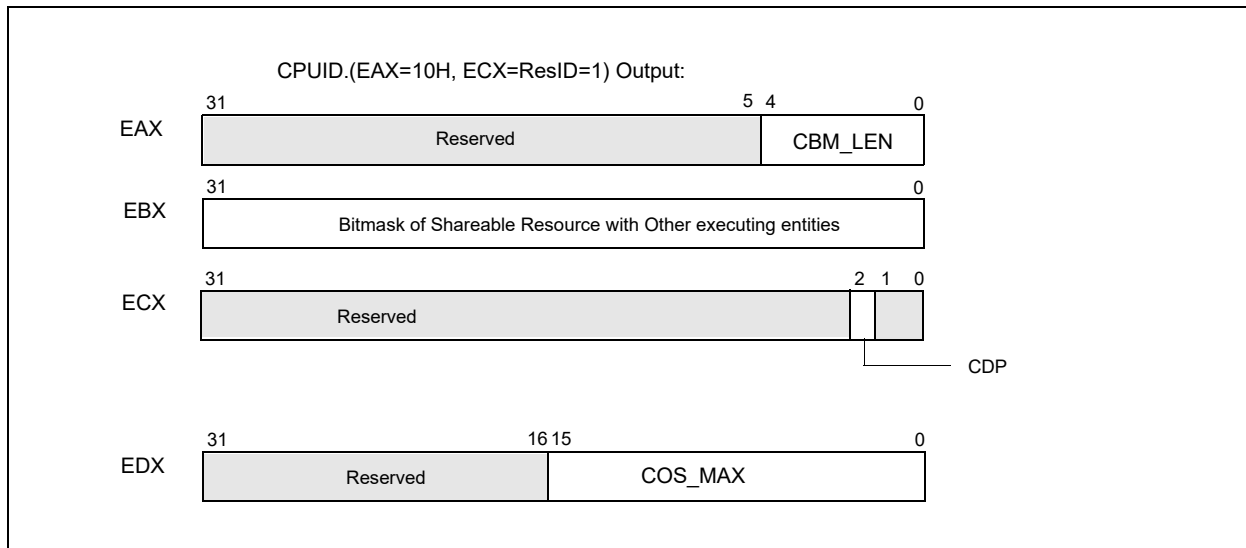 CPUID.(EAX=10H, ECX=ResID=1) Output:
31 5 4 0
EAX Reserved CBM_LEN
31 0
EBX Bitmask of Shareable Resource with Other executing entities
31 2 1 0
ECX Reserved
CDP
31 16 15 0
EDX Reserved COS_MAX